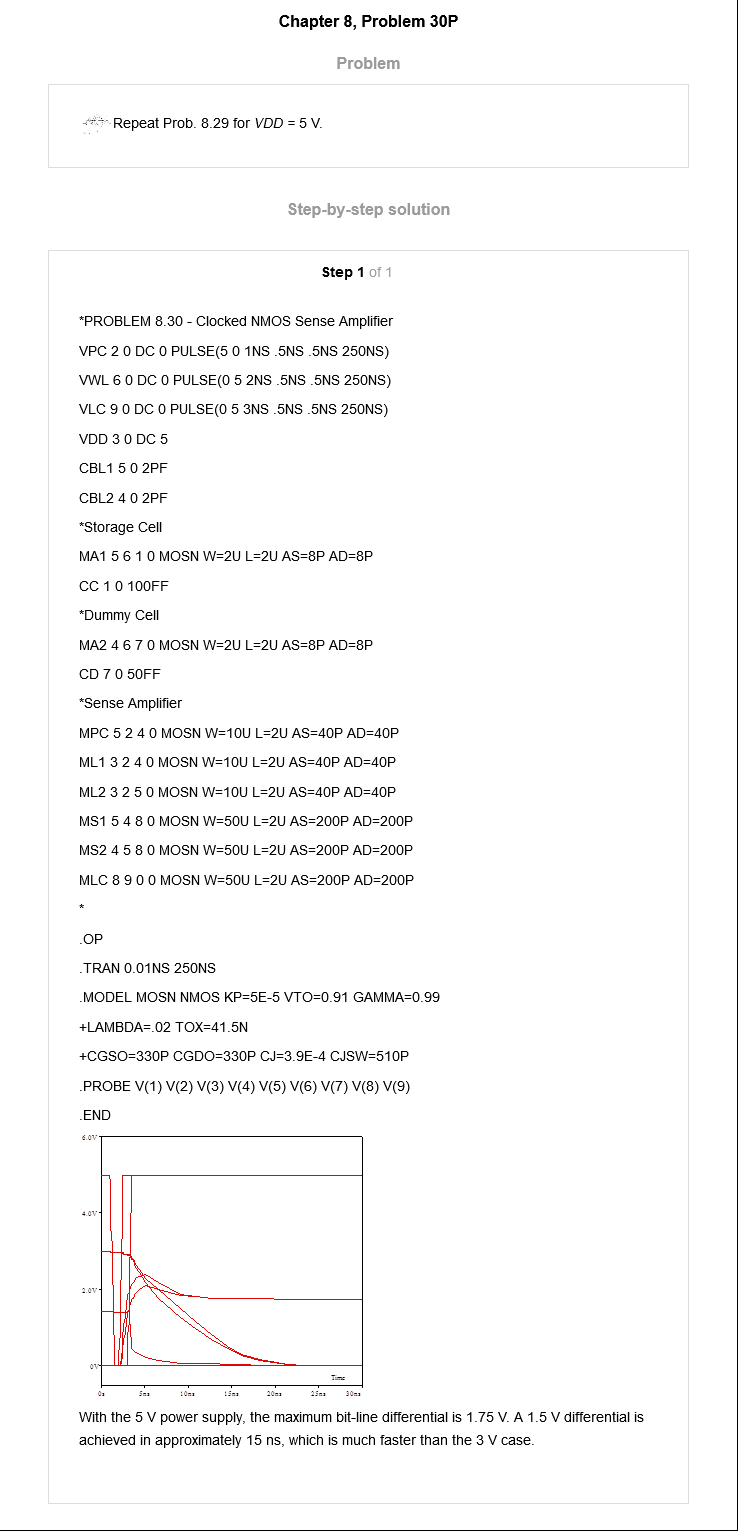 Chapter 8, Problem 30P
Problem
Repeat Prob. 8.29 for VDD = 5 V.
Step-by-step solution
Step 1 of 1
*PROBLEM 8.30 - Clocked NMOS Sense Amplifier
VPC 2 0 DC 0 PULSE(5 0 1NS .5NS .5NS 250NS)
VWL 6 0 DC 0 PULSE(0 5 2NS .5NS .5NS 250NS)
VLC 9 0 DC 0 PULSE(0 5 3NS .5NS .5NS 250NS)
VDD 3 0 DC 5
CBL1 5 0 2PF
CBL2 4 0 2PF
*Storage Cell
MA1 5 6 1 0 MOSN W=2U L=2U AS=8P AD=8P
CC 1 0 100FF
*Dummy Cell
MA2 4 6 7 0 MOSN W=2U L=2U AS=8P AD=8P
CD 7 0 50FF
*Sense Amplifier
MPC 5 2 4 0 MOSN W=10U L=2U AS=40P AD=40P
ML1 3 2 4 0 MOSN W=10U L=2U AS=40P AD=40P
ML2 3 2 5 0 MOSN W=10U L=2U AS=40P AD=40P
MS1 5 4 8 0 MOSN W=50U L=2U AS=200P AD=200P
MS2 4 5 8 0 MOSN W=50U L=2U AS=200P AD=200P
MLC 8 9 0 0 MOSN W=50U L=2U AS=200P AD=200P
*
.OP
.TRAN 0.01NS 250NS
.MODEL MOSN NMOS KP=5E-5 VTO=0.91 GAMMA=0.99
+LAMBDA=.02 TOX=41.5N
+CGSO=330P CGDO=330P CJ=3.9E-4 CJSW=510P
.PROBE V(1) V(2) V(3) V(4) V(5) V(6) V(7) V(8) V(9)
.END
6.0V
4.0V
2.0V
0V
Time
0s 5ns 10ns 15ns 20ns 25ns 30ns
With the 5 V power supply, the maximum bit-line differential is 1.75 V. A 1.5 V differential is
achieved in approximately 15 ns, which is much faster than the 3 V case.